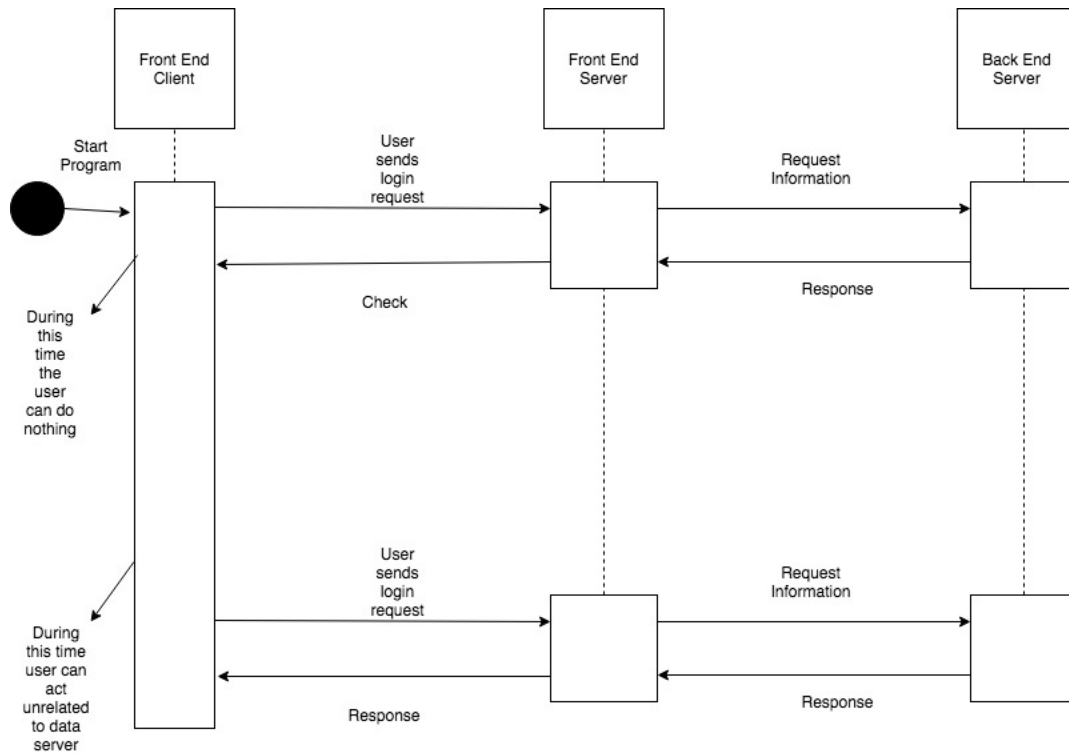 Front End
Client
Front End
Server
Back End
Server
Start
Program
User
sends
login
request
Request
Information
Check
Response
During
this
time
the
user
can do
nothing
User
sends
login
request
Request
Information
During
this time
user can
act
unrelated
to data
server
Response
Response